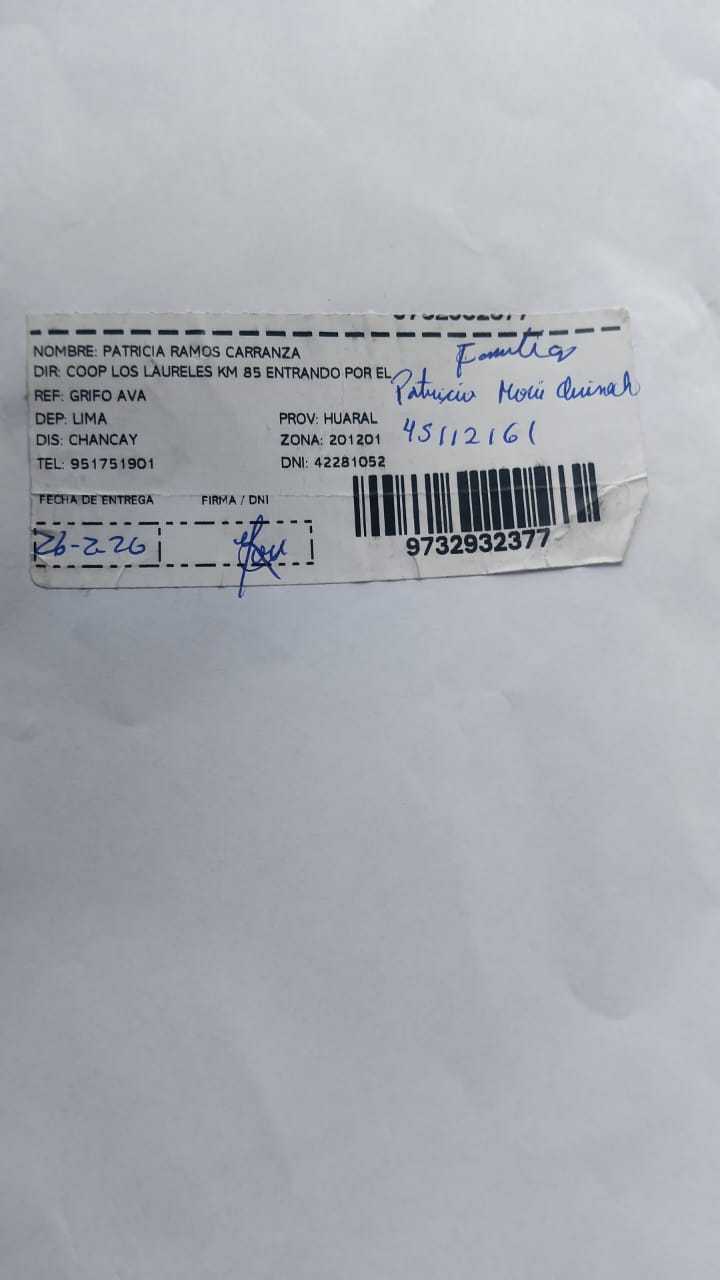 NOMBRE: PATRICIA RAMOS CARRANZA
DIR: COOP LOS LAURELES KM 85 ENTRANDO POR EL
REF: GRIFO AVA
DEP: LIMA PROV: HUARAL
DIS: CHANCAY ZONA: 201201
TEL: 951751901 DNI: 42281052
Patricia
45112161
FECHA DE ENTREGA FIRMA / DNI
26-2-26
9732932377